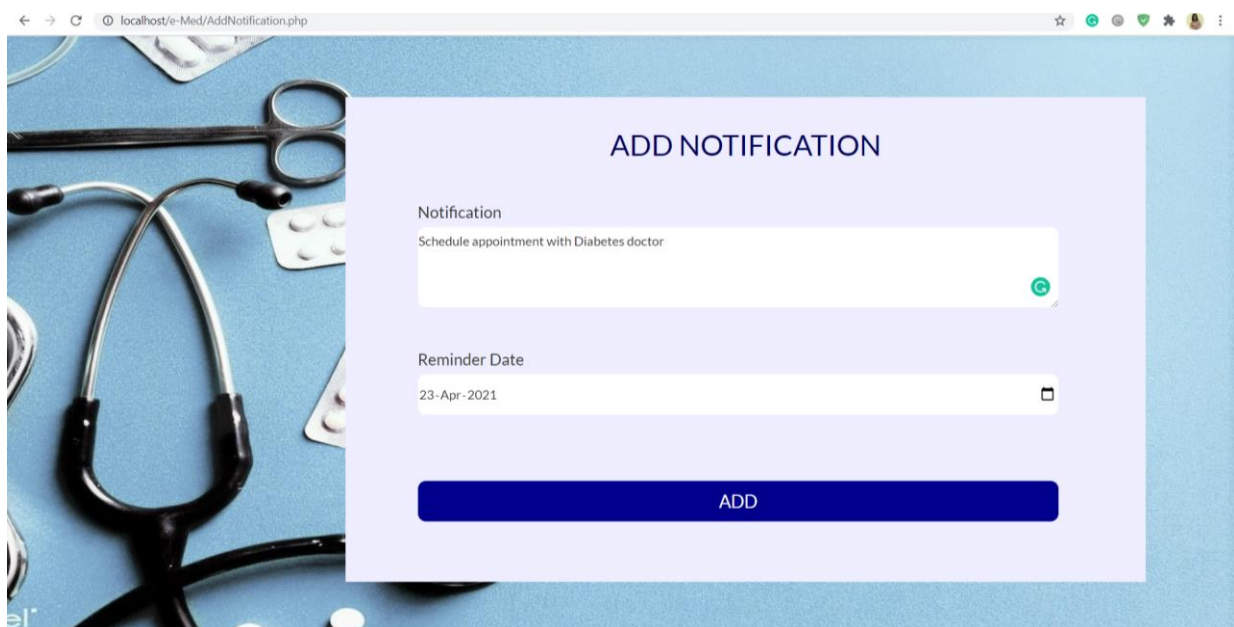 localhost/e-Med/AddNotification.php
ADD NOTIFICATION
Notification
Schedule appointment with Diabetes doctor
Reminder Date
23-Apr-2021
ADD